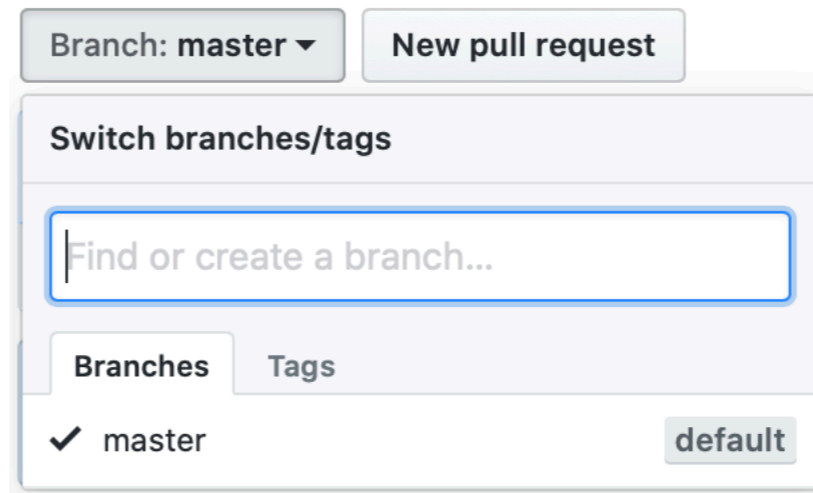 Branch: master New pull request
Switch branches/tags
Find or create a branch...
Branches Tags
master default